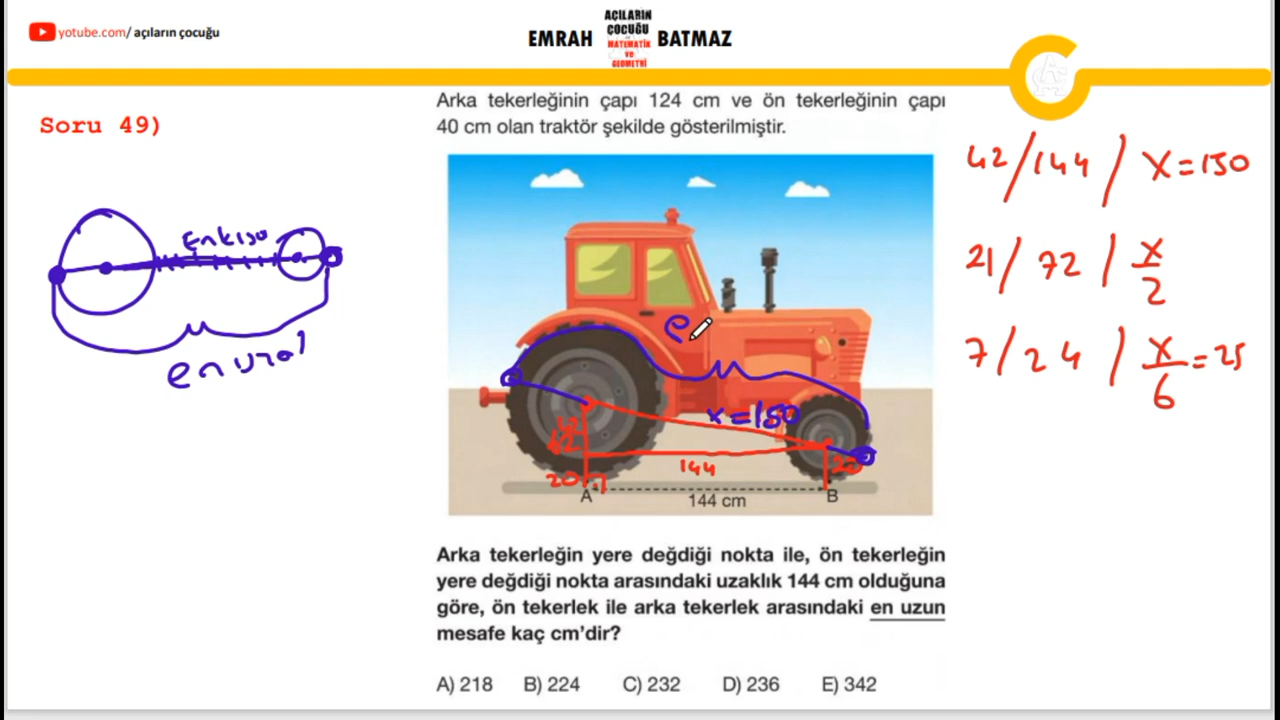 yotube.com/ açıların çocuğu
EMRAH
AÇILARIN
ÇOCUĞU
MATEMATİK
ve
GEOMETRİ
BATMAZ
Soru 49)
Arka tekerleğinin çapı 124 cm ve ön tekerleğinin çapı
40 cm olan traktör şekilde gösterilmiştir.
42/144/ x=150
21/ 72 / x/2
7/24 / x/6=25
en kısa
en uzun
e
x=150
42
144
20
20
A
144 cm
B
Arka tekerleğin yere değdiği nokta ile, ön tekerleğin
yere değdiği nokta arasındaki uzaklık 144 cm olduğuna
göre, ön tekerlek ile arka tekerlek arasındaki en uzun
mesafe kaç cm'dir?
A) 218 B) 224 C) 232 D) 236 E) 342